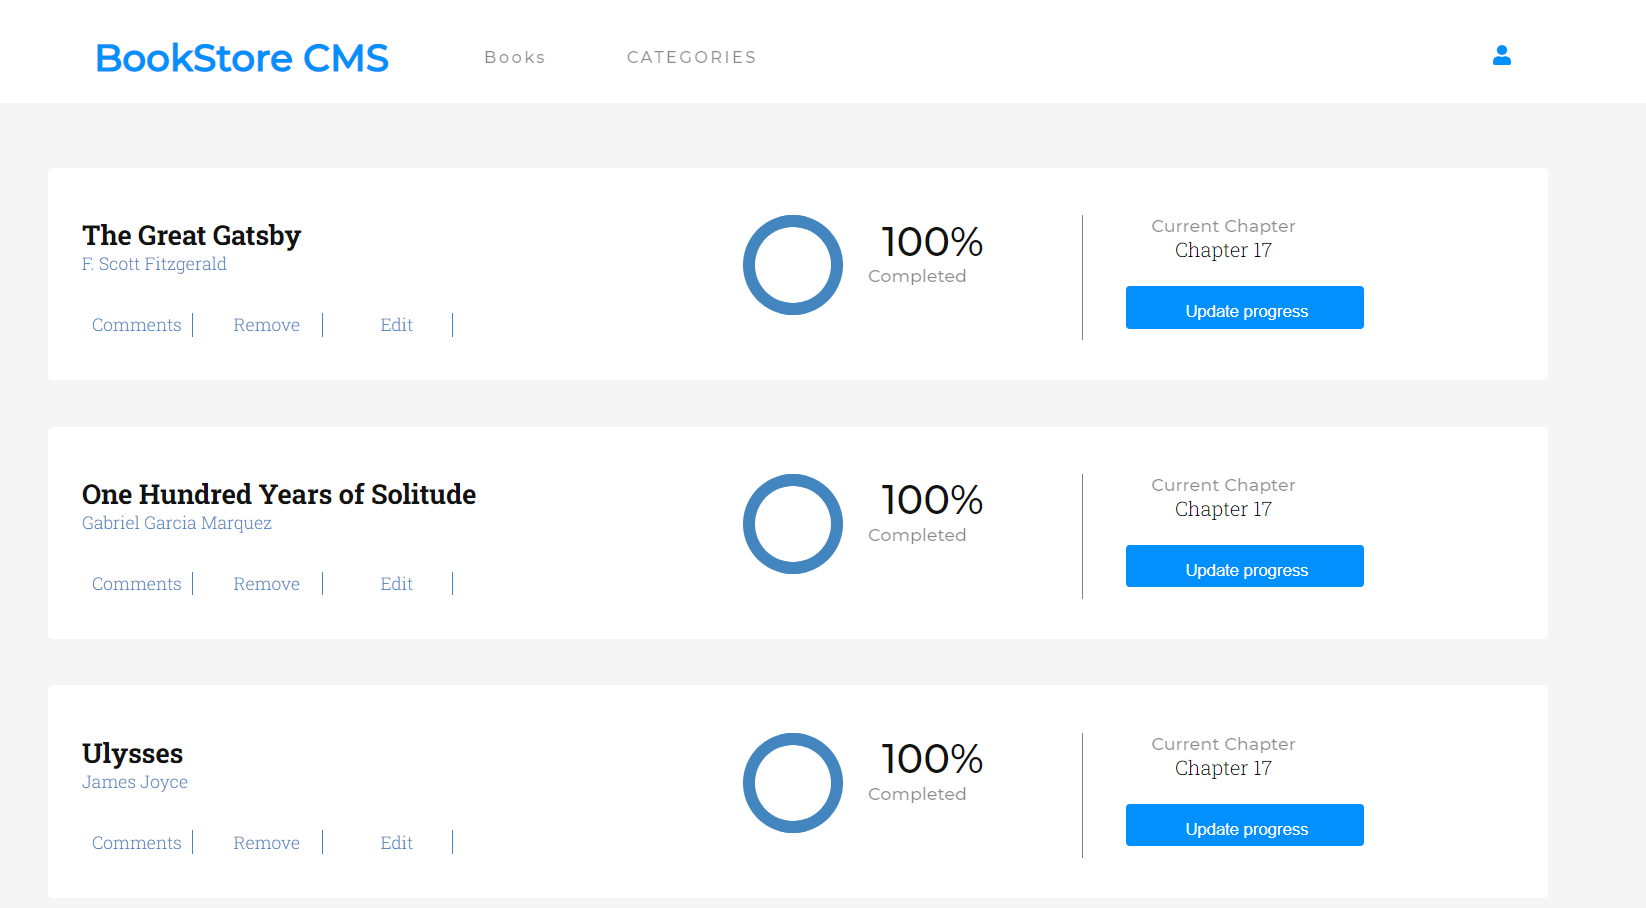 BookStore CMS Books CATEGORIES
The Great Gatsby
F. Scott Fitzgerald
Comments Remove Edit
100%
Completed
Current Chapter
Chapter 17
Update progress
One Hundred Years of Solitude
Gabriel Garcia Marquez
Comments Remove Edit
100%
Completed
Current Chapter
Chapter 17
Update progress
Ulysses
James Joyce
Comments Remove Edit
100%
Completed
Current Chapter
Chapter 17
Update progress